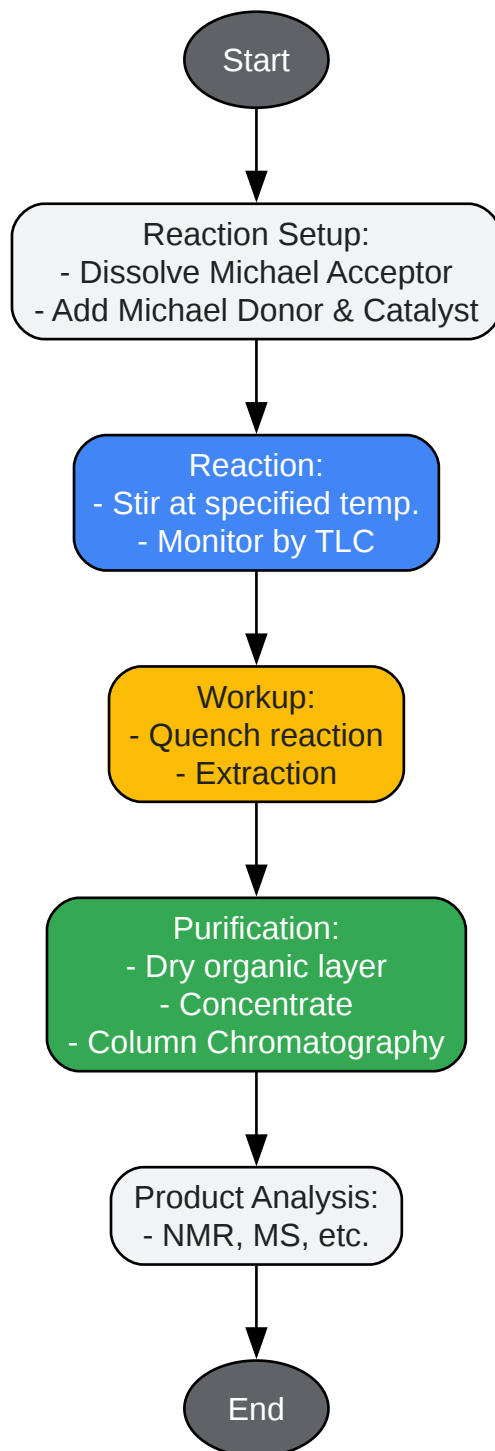 Start
Reaction Setup:
- Dissolve Michael Acceptor
- Add Michael Donor & Catalyst
Reaction:
- Stir at specified temp.
- Monitor by TLC
Workup:
- Quench reaction
- Extraction
Purification:
- Dry organic layer
- Concentrate
- Column Chromatography
Product Analysis:
- NMR, MS, etc.
End